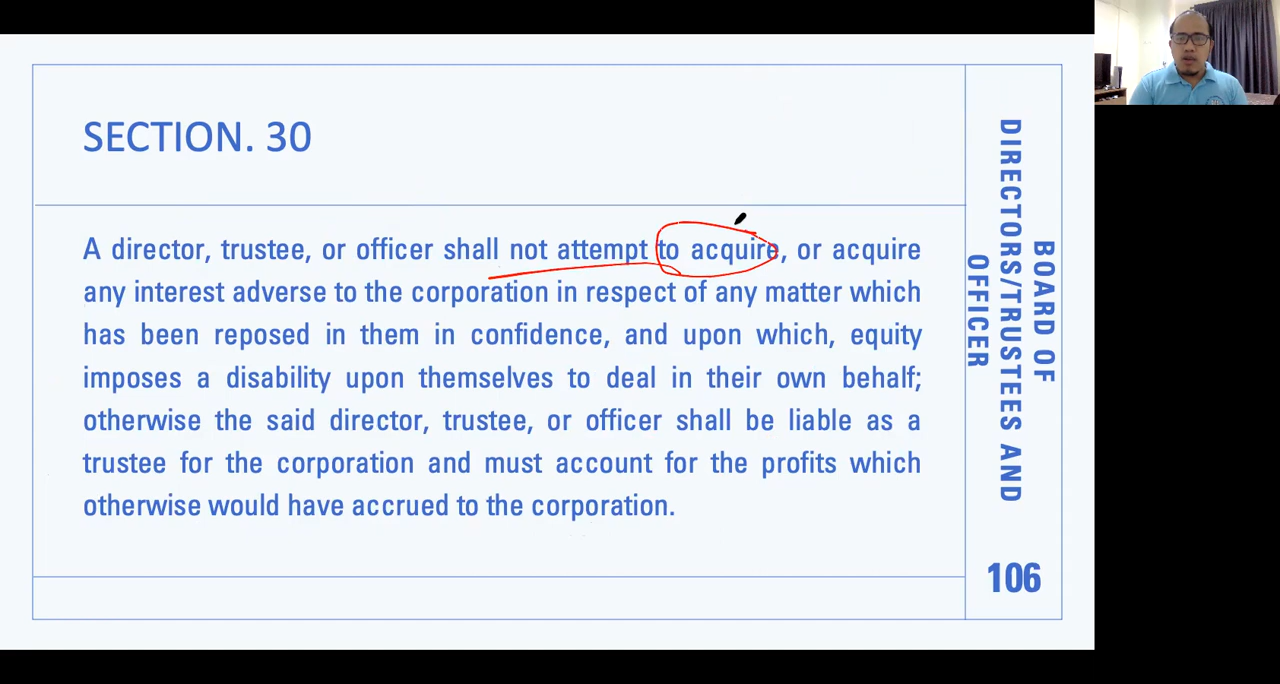 SECTION. 30
A director, trustee, or officer shall not attempt to acquire, or acquire
any interest adverse to the corporation in respect of any matter which
has been reposed in them in confidence, and upon which, equity
imposes a disability upon themselves to deal in their own behalf;
otherwise the said director, trustee, or officer shall be liable as a
trustee for the corporation and must account for the profits which
otherwise would have accrued to the corporation.
BOARD OF
DIRECTORS/TRUSTEES AND
OFFICER
106